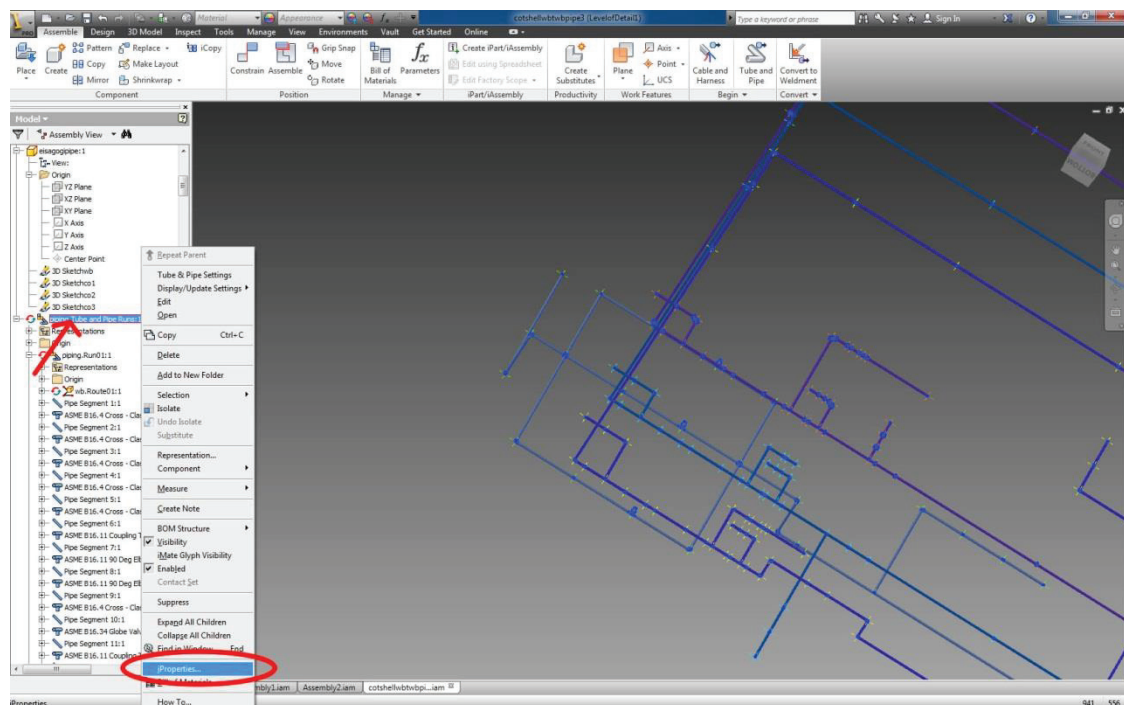 Material
Appearance
cotshellwbtwbpipe3 (LevelofDetail1)
Type a keyword or phrase
Sign In
PRO
Assemble Design 3D Model Inspect Tools Manage View Environments Vault Get Started Online
Place
Create
Pattern
Copy
Mirror
Replace
Make Layout
Shrinkwrap
iCopy
Constrain
Assemble
Grip Snap
Move
Rotate
Bill of Materials
Parameters
Create iPart/iAssembly
Edit using Spreadsheet
Edit Factory Scope
Create Substitutes
Plane
Axis
Point
UCS
Cable and Harness
Tube and Pipe
Convert to Weldment
Component
Position
Manage
iPart/iAssembly
Productivity
Work Features
Begin
Convert
Model
Assembly View
eisagogipipe:1
View:
Origin
YZ Plane
XZ Plane
XY Plane
X Axis
Y Axis
Z Axis
Center Point
3D Sketchwb
3D Sketchco1
3D Sketchco2
3D Sketchco3
piping.Tube and Pipe Runs:1
Representations
Origin
piping.Run01:1
Representations
Origin
wb.Route01:1
Pipe Segment 1:1
ASME B16.4 Cross - Cla
Pipe Segment 2:1
ASME B16.4 Cross - Cla
Pipe Segment 3:1
ASME B16.4 Cross - Cla
Pipe Segment 4:1
ASME B16.4 Cross - Cla
Pipe Segment 5:1
ASME B16.4 Cross - Cla
Pipe Segment 6:1
ASME B16.11 Coupling T
Pipe Segment 7:1
ASME B16.11 90 Deg Elb
Pipe Segment 8:1
ASME B16.11 90 Deg Elb
Pipe Segment 9:1
ASME B16.4 Cross - Cla
Pipe Segment 10:1
ASME B16.34 Globe Valv
Pipe Segment 11:1
ASME B16.11 Coupling
Repeat Parent
Tube & Pipe Settings
Display/Update Settings
Edit
Open
Copy Ctrl+C
Delete
Add to New Folder
Selection
Isolate
Undo Isolate
Substitute
Representation...
Component
Measure
Create Note
BOM Structure
Visibility
iMate Glyph Visibility
Enabled
Contact Set
Suppress
Expand All Children
Collapse All Children
Find in Window End
iProperties...
How To...
mbly1.iam
Assembly2.iam
cotshellwbtwbpi...iam
iProperties
941 556